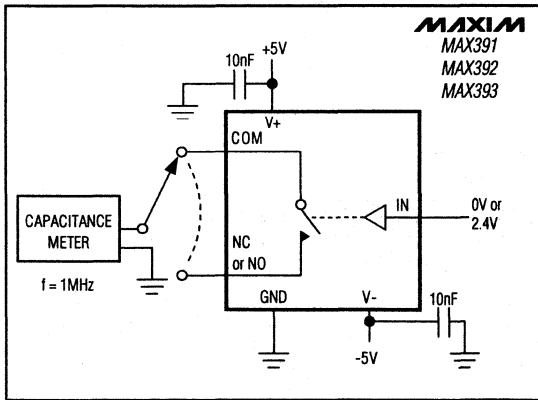 MAXIM
MAX391
MAX392
MAX393
+5V
10nF
V+
COM
IN
0V or
2.4V
CAPACITANCE
METER
NC
or NO
f = 1MHz
GND
V-
10nF
-5V